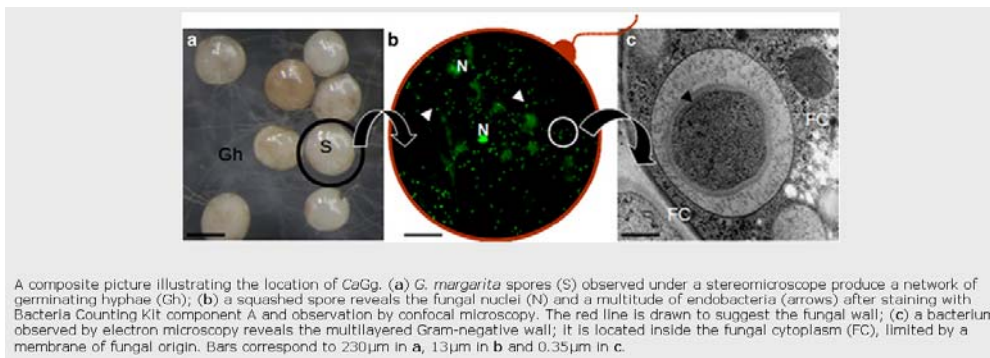 a
b
c
N
N
S
Gh
FC
FC
A composite picture illustrating the location of CaGg. (a) G. margarita spores (S) observed under a stereomicroscope produce a network of
germinating hyphae (Gh); (b) a squashed spore reveals the fungal nuclei (N) and a multitude of endobacteria (arrows) after staining with
Bacteria Counting Kit component A and observation by confocal microscopy. The red line is drawn to suggest the fungal wall; (c) a bacterium
observed by electron microscopy reveals the multilayered Gram-negative wall; it is located inside the fungal cytoplasm (FC), limited by a
membrane of fungal origin. Bars correspond to 230µm in a, 13µm in b and 0.35µm in c.